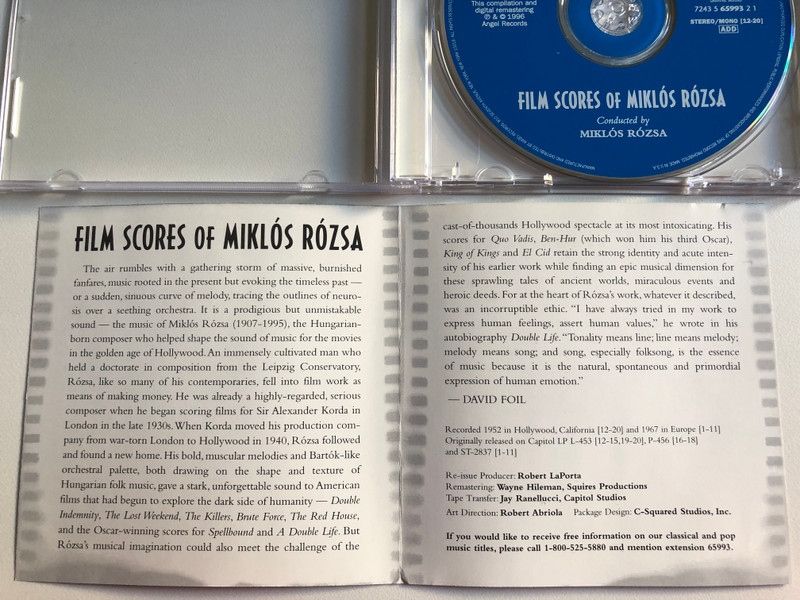 This compilation and
digital remastering
℗ & © 1996
Angel Records
7243 5 65993 2 1
STEREO/MONO [12-20]
ADD
FILM SCORES OF MIKLÓS RÓZSA
Conducted by
MIKLÓS RÓZSA
FILM SCORES OF MIKLÓS RÓZSA
The air rumbles with a gathering storm of massive, burnished
fanfares, music rooted in the present but evoking the timeless past —
or a sudden, sinuous curve of melody, tracing the outlines of neuro-
sis over a seething orchestra. It is a prodigious but unmistakable
sound — the music of Miklós Rózsa (1907-1995), the Hungarian-
born composer who helped shape the sound of music for the movies
in the golden age of Hollywood. An immensely cultivated man who
held a doctorate in composition from the Leipzig Conservatory,
Rózsa, like so many of his contemporaries, fell into film work as
means of making money. He was already a highly-regarded, serious
composer when he began scoring films for Sir Alexander Korda in
London in the late 1930s. When Korda moved his production com-
pany from war-torn London to Hollywood in 1940, Rózsa followed
and found a new home. His bold, muscular melodies and Bartók-like
orchestral palette, both drawing on the shape and texture of
Hungarian folk music, gave a stark, unforgettable sound to American
films that had begun to explore the dark side of humanity — Double
Indemnity, The Lost Weekend, The Killers, Brute Force, The Red House,
and the Oscar-winning scores for Spellbound and A Double Life. But
Rózsa's musical imagination could also meet the challenge of the
cast-of-thousands Hollywood spectacle at its most intoxicating. His
scores for Quo Vadis, Ben-Hur (which won him his third Oscar),
King of Kings and El Cid retain the strong identity and acute inten-
sity of his earlier work while finding an epic musical dimension for
these sprawling tales of ancient worlds, miraculous events and
heroic deeds. For at the heart of Rózsa's work, whatever it described,
was an incorruptible ethic. “I have always tried in my work to
express human feelings, assert human values,” he wrote in his
autobiography Double Life. “Tonality means line; line means melody;
melody means song; and song, especially folksong, is the essence
of music because it is the natural, spontaneous and primordial
expression of human emotion.”
— DAVID FOIL
Recorded 1952 in Hollywood, California [12-20] and 1967 in Europe [1-11]
Originally released on Capitol LP L-453 [12-15,19-20], P-456 [16-18]
and ST-2837 [1-11]
Re-issue Producer: Robert LaPorta
Remastering: Wayne Hileman, Squires Productions
Tape Transfer: Jay Ranellucci, Capitol Studios
Art Direction: Robert Abriola Package Design: C-Squared Studios, Inc.
If you would like to receive free information on our classical and pop
music titles, please call 1-800-525-5880 and mention extension 65993.